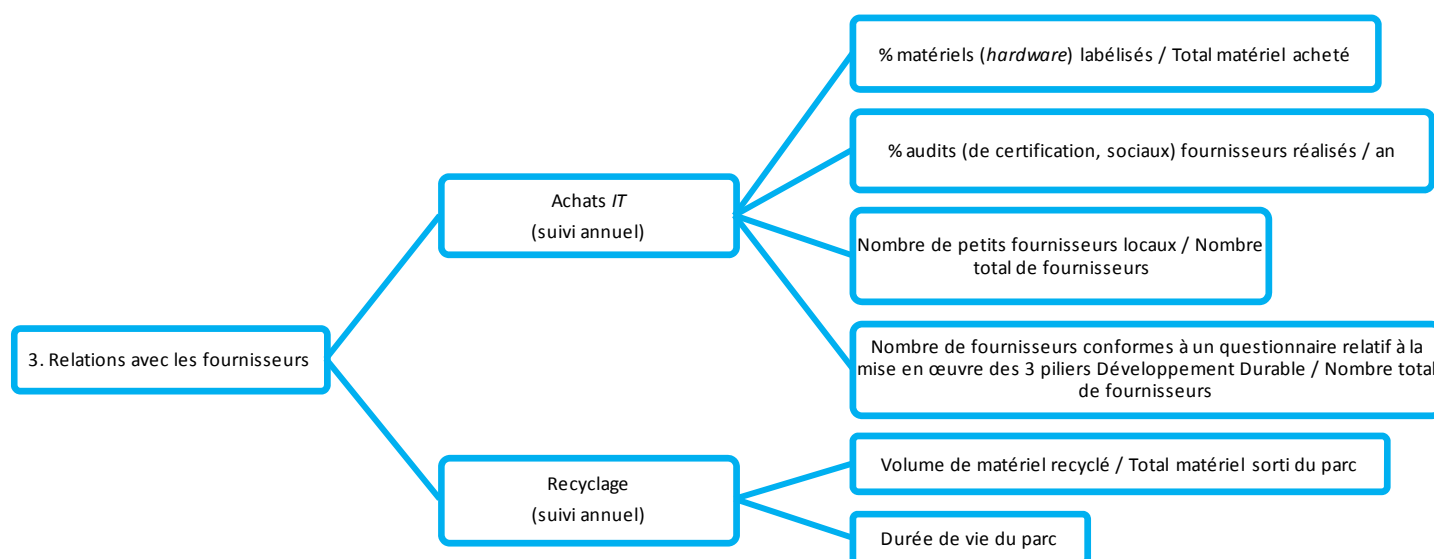 % matériels (hardware) labélisés / Total matériel acheté
% audits (de certification, sociaux) fournisseurs réalisés / an
Achats IT
(suivi annuel)
Nombre de petits fournisseurs locaux / Nombre
total de fournisseurs
3. Relations avec les fournisseurs
Nombre de fournisseurs conformes à un questionnaire relatif à la
mise en œuvre des 3 piliers Développement Durable / Nombre total
de fournisseurs
Recyclage
(suivi annuel)
Volume de matériel recyclé / Total matériel sorti du parc
Durée de vie du parc